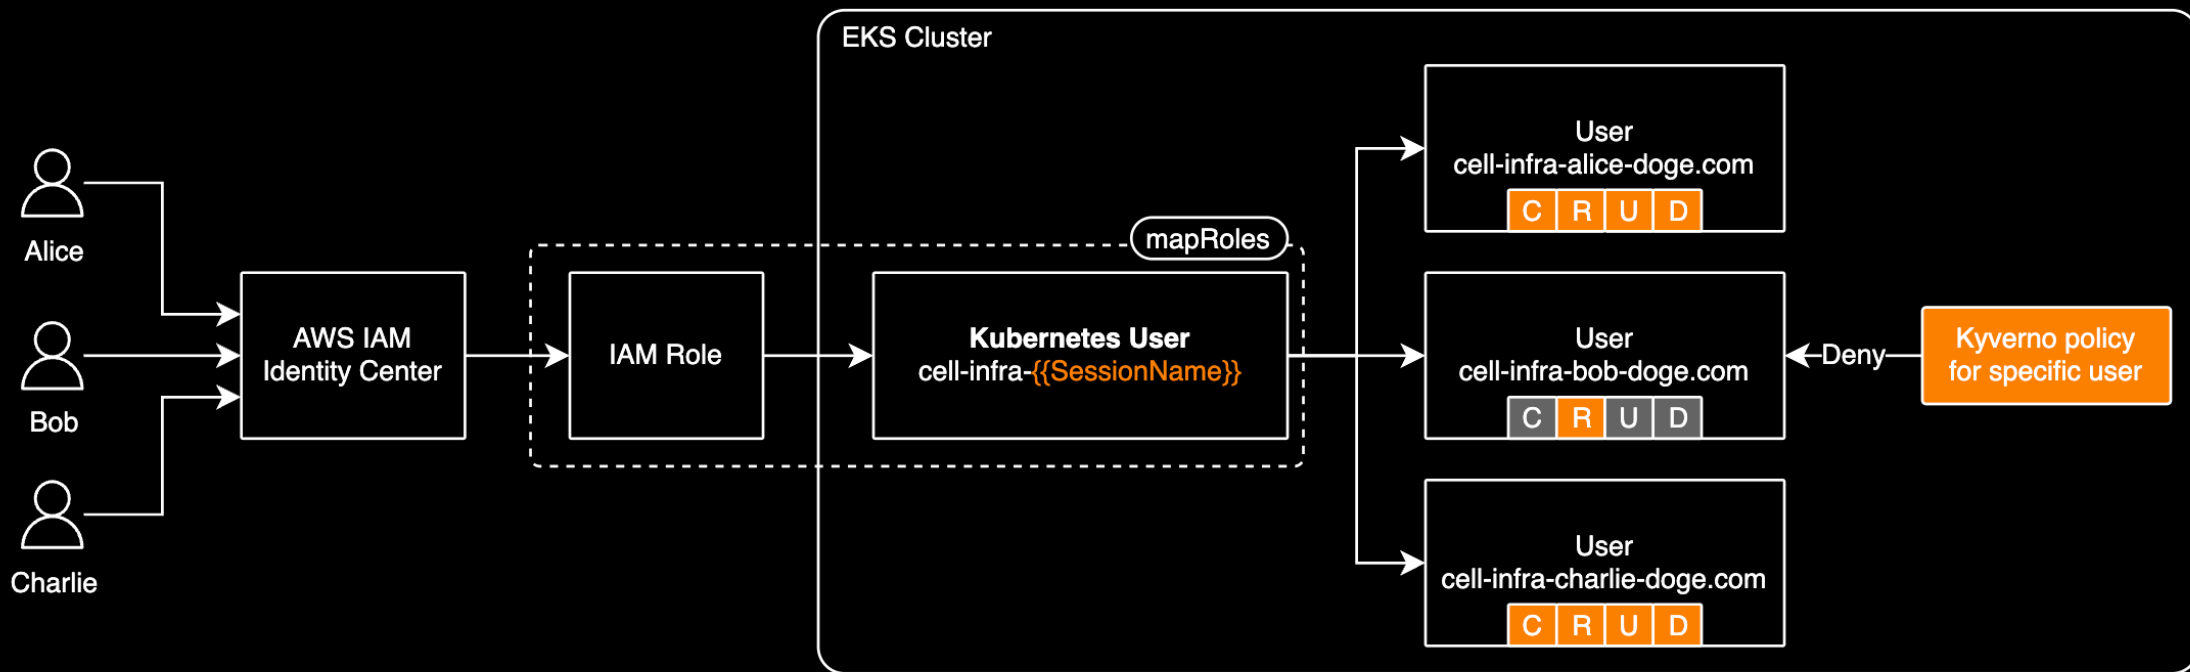 EKS Cluster
Alice
Bob
Charlie
AWS IAM
Identity Center
mapRoles
IAM Role
Kubernetes User
cell-infra-{{SessionName}}
User
cell-infra-alice-doge.com
C R U D
User
cell-infra-bob-doge.com
C R U D
User
cell-infra-charlie-doge.com
C R U D
Deny
Kyverno policy
for specific user